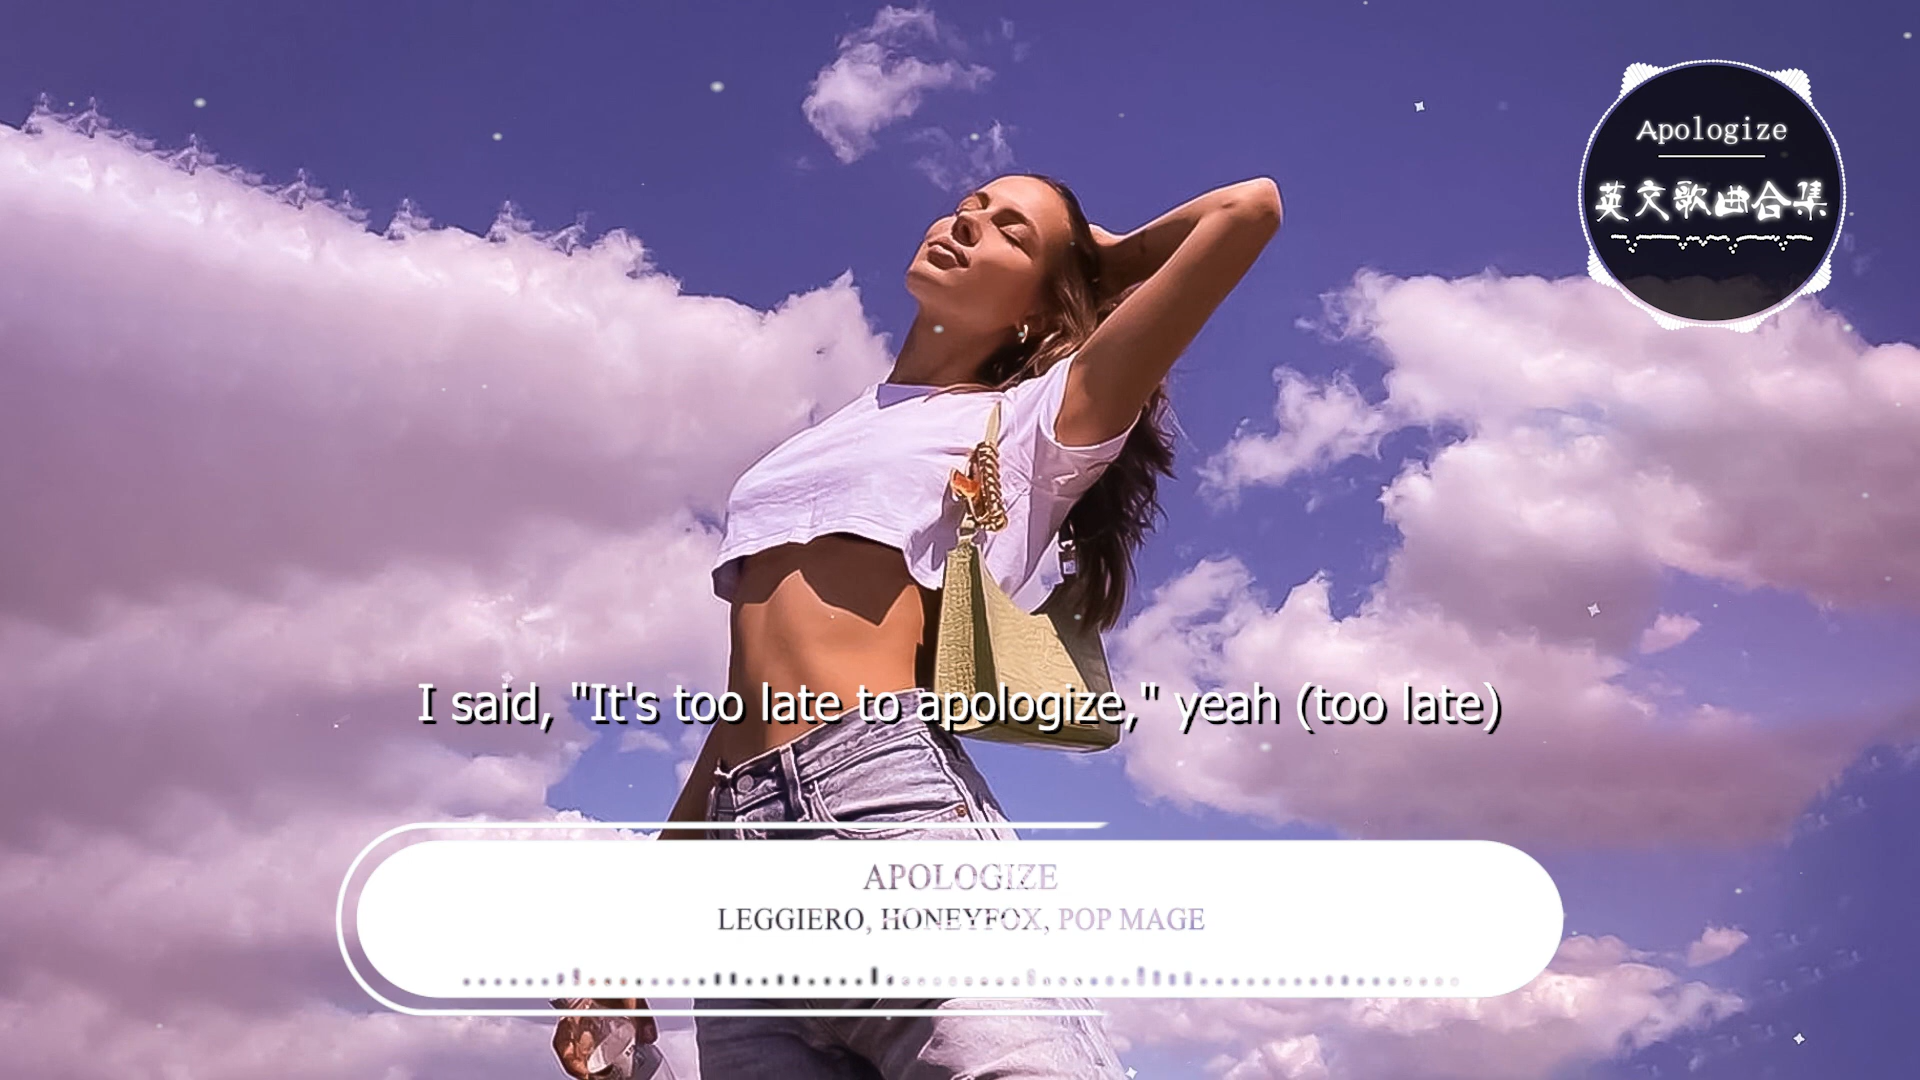 Apologize
英文歌曲合集
I said, "It's too late to apologize," yeah (too late)
APOLOGIZE
LEGGIERO, HONEYFOX, POP MAGE